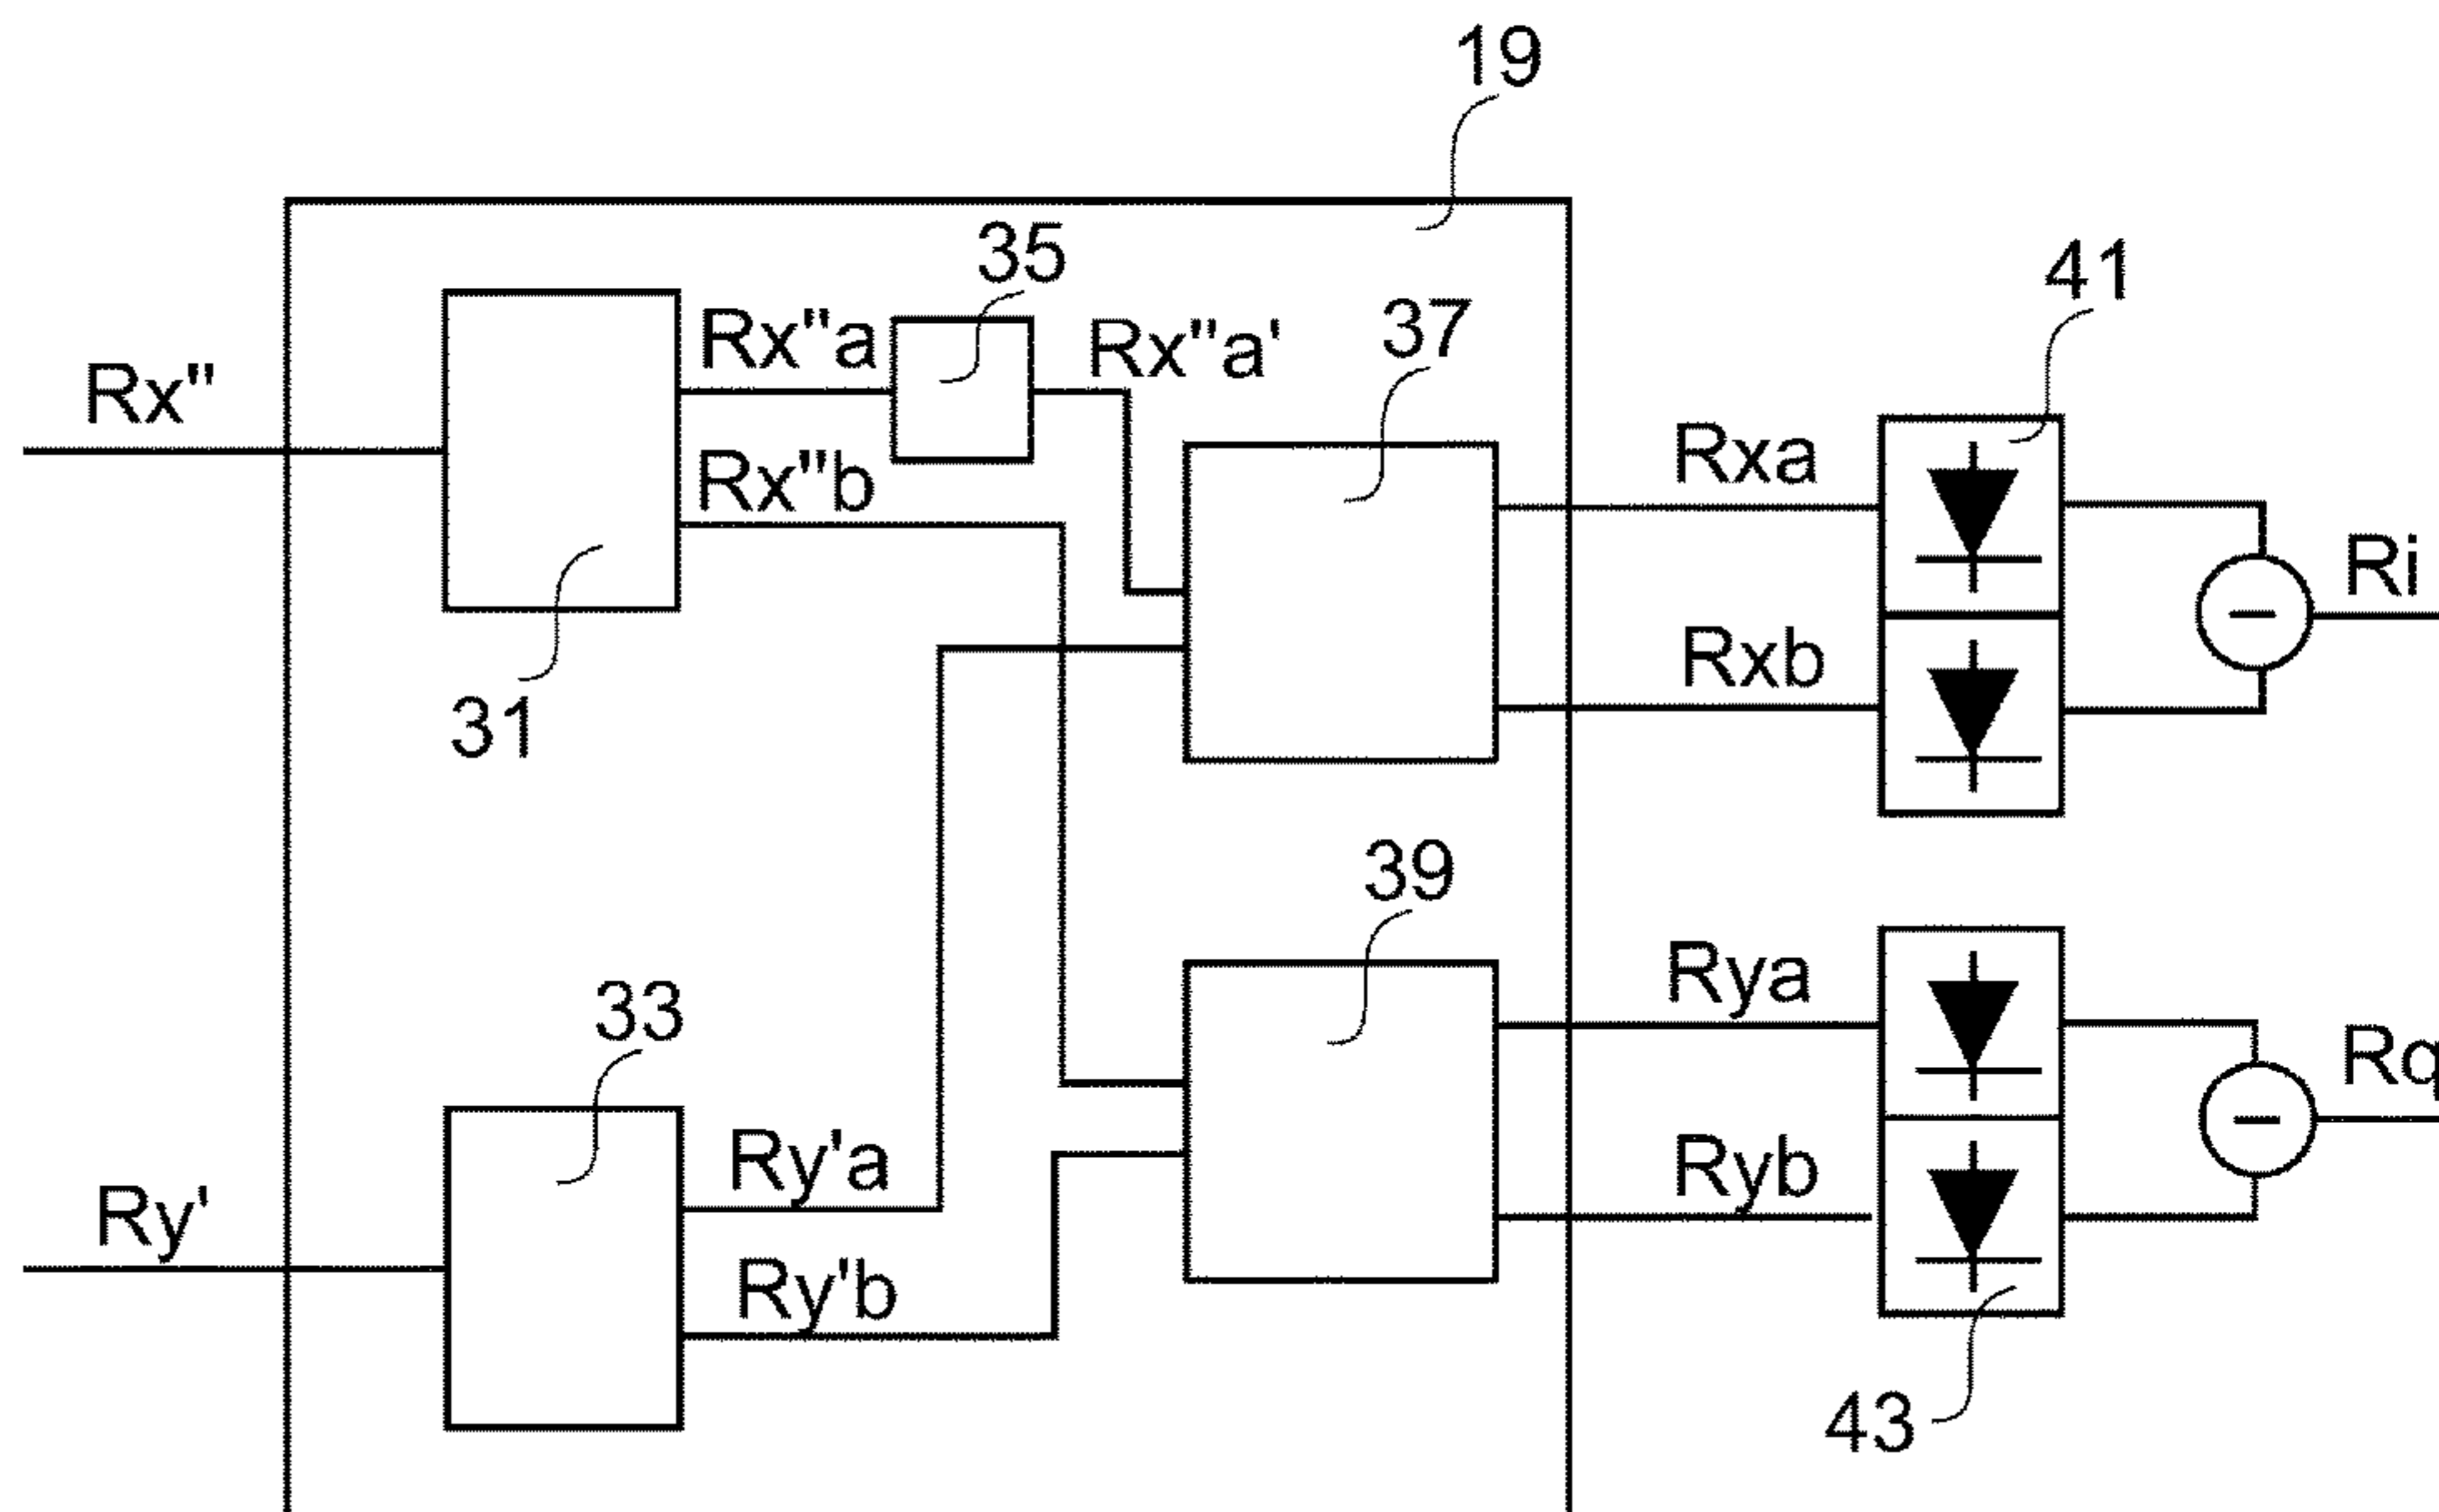 19
35
41
37
Rx"a
Rx"a'
Rx"
Rxa
Rx"b
Ri
Rxb
31
39
Rya
33
Rq
Ry'a
Ryb
Ry'
Ry'b
43